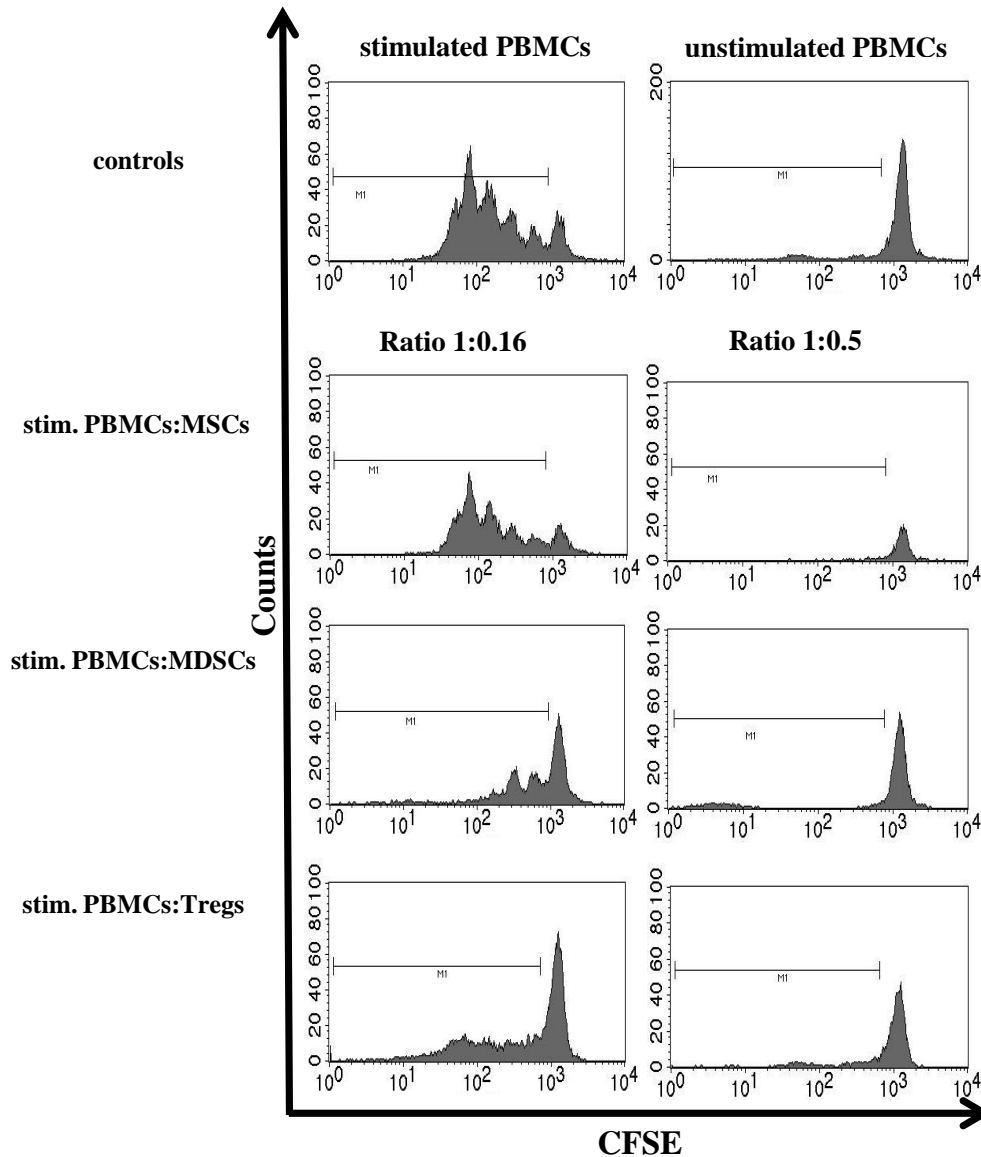 stimulated PBMCs
unstimulated PBMCs
controls
100
80
60
40
20
0
M1
10^0 10^1 10^2 10^3 10^4
200
0
M1
10^0 10^1 10^2 10^3 10^4
Ratio 1:0.16
Ratio 1:0.5
stim. PBMCs:MSCs
100
80
60
40
20
0
M1
10^0 10^1 10^2 10^3 10^4
100
80
60
40
20
0
M1
10^0 10^1 10^2 10^3 10^4
stim. PBMCs:MDSCs
100
80
60
40
20
0
M1
10^0 10^1 10^2 10^3 10^4
100
80
60
40
20
0
M1
10^0 10^1 10^2 10^3 10^4
stim. PBMCs:Tregs
100
80
60
40
20
0
M1
10^0 10^1 10^2 10^3 10^4
100
80
60
40
20
0
M1
10^0 10^1 10^2 10^3 10^4
Counts
CFSE